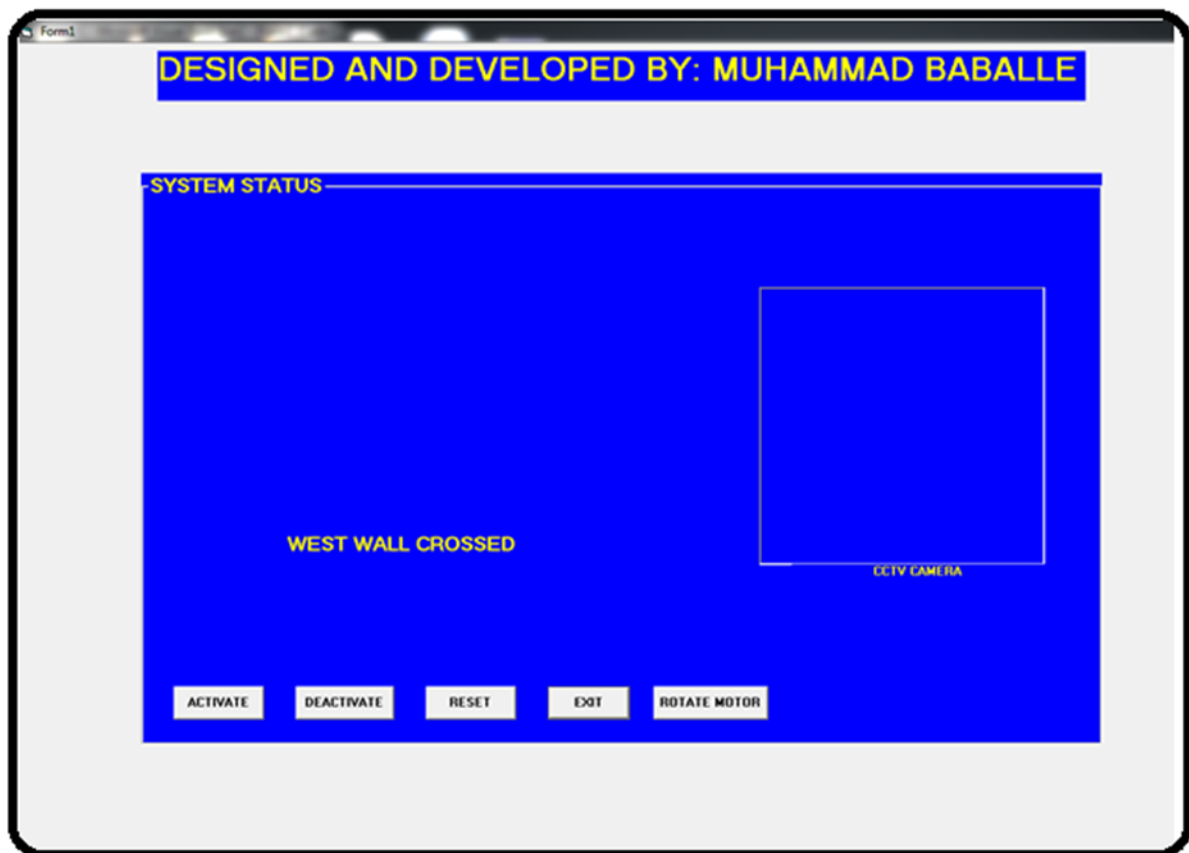 Form1
DESIGNED AND DEVELOPED BY: MUHAMMAD BABALLE
SYSTEM STATUS
WEST WALL CROSSED
CCTV CAMERA
ACTIVATE DEACTIVATE RESET EXIT ROTATE MOTOR